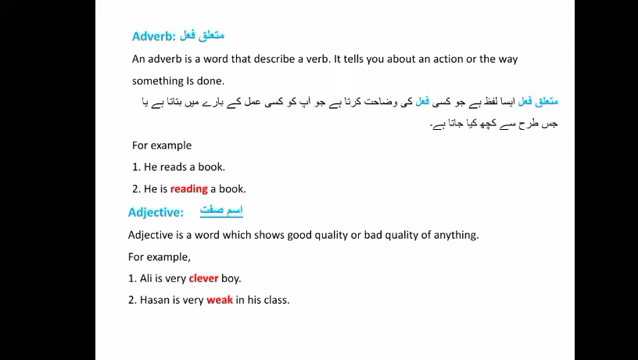 Adverb: متعلق فعل
An adverb is a word that describe a verb. It tells you about an action or the way
something Is done.
متعلق فعل ایسا لفظ ہے جو کسی فعل کی وضاحت کرتا ہے جو آپ کو کسی عمل کے بارے میں بتاتا ہے یا
جس طرح سے کچھ کیا جاتا ہے۔
For example
1. He reads a book.
2. He is reading a book.
Adjective: اسم صفت
Adjective is a word which shows good quality or bad quality of anything.
For example,
1. Ali is very clever boy.
2. Hasan is very weak in his class.